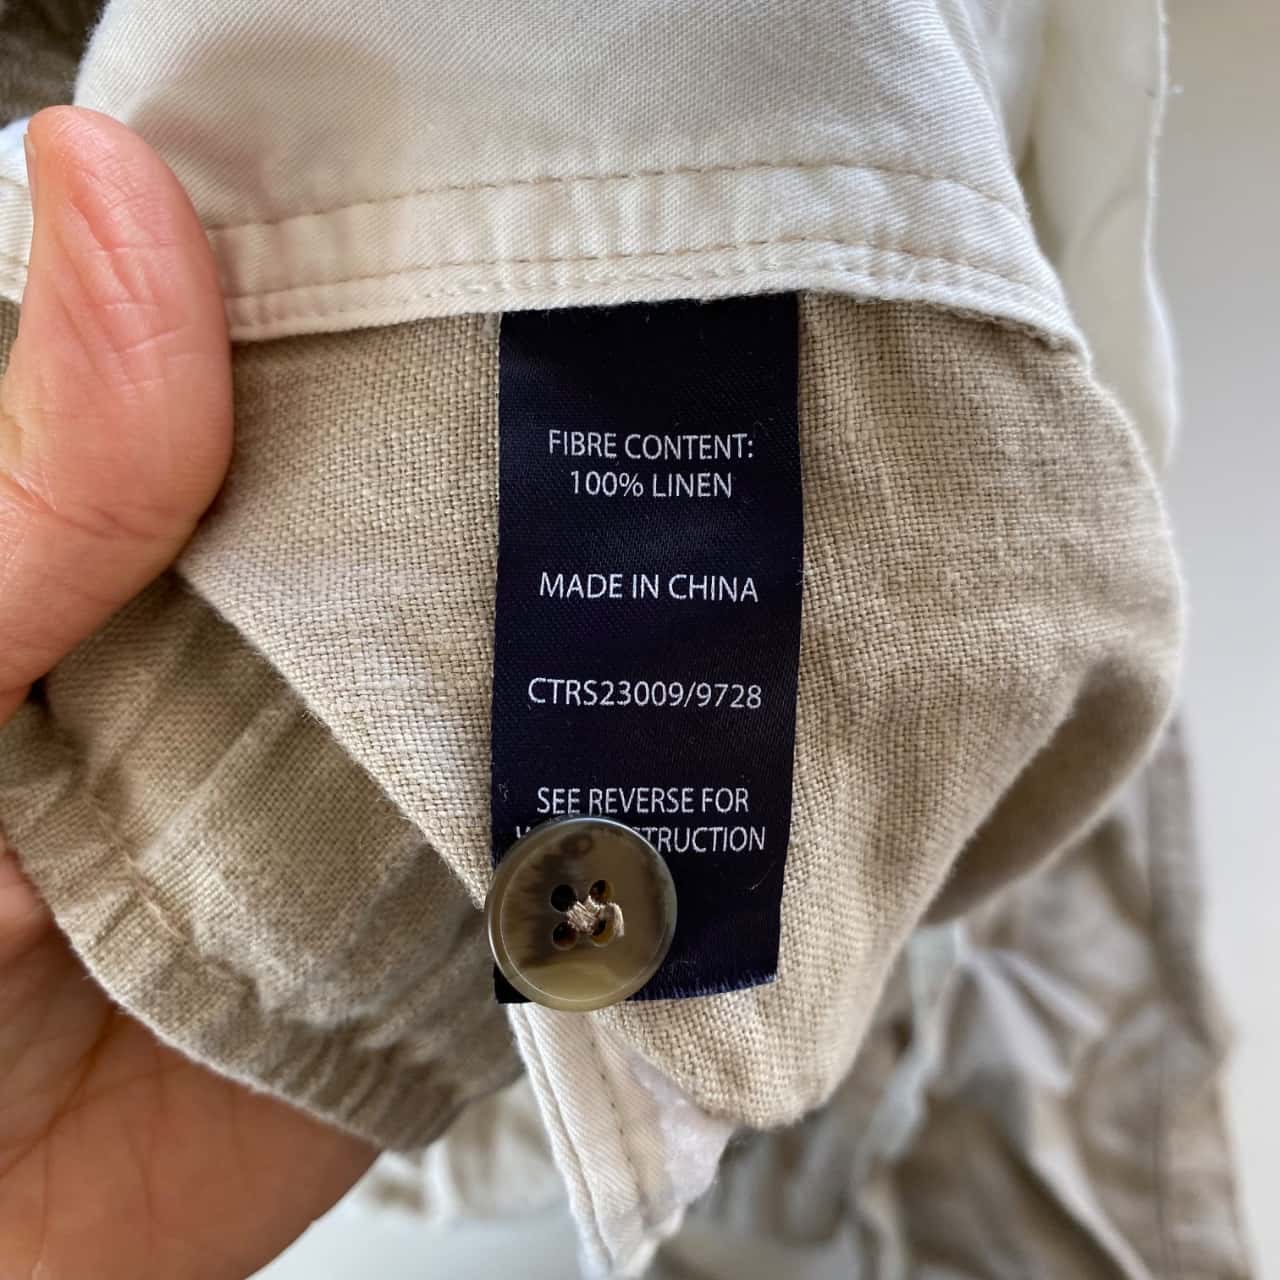 FIBRE CONTENT:
100% LINEN
MADE IN CHINA
CTRS23009/9728
SEE REVERSE FOR